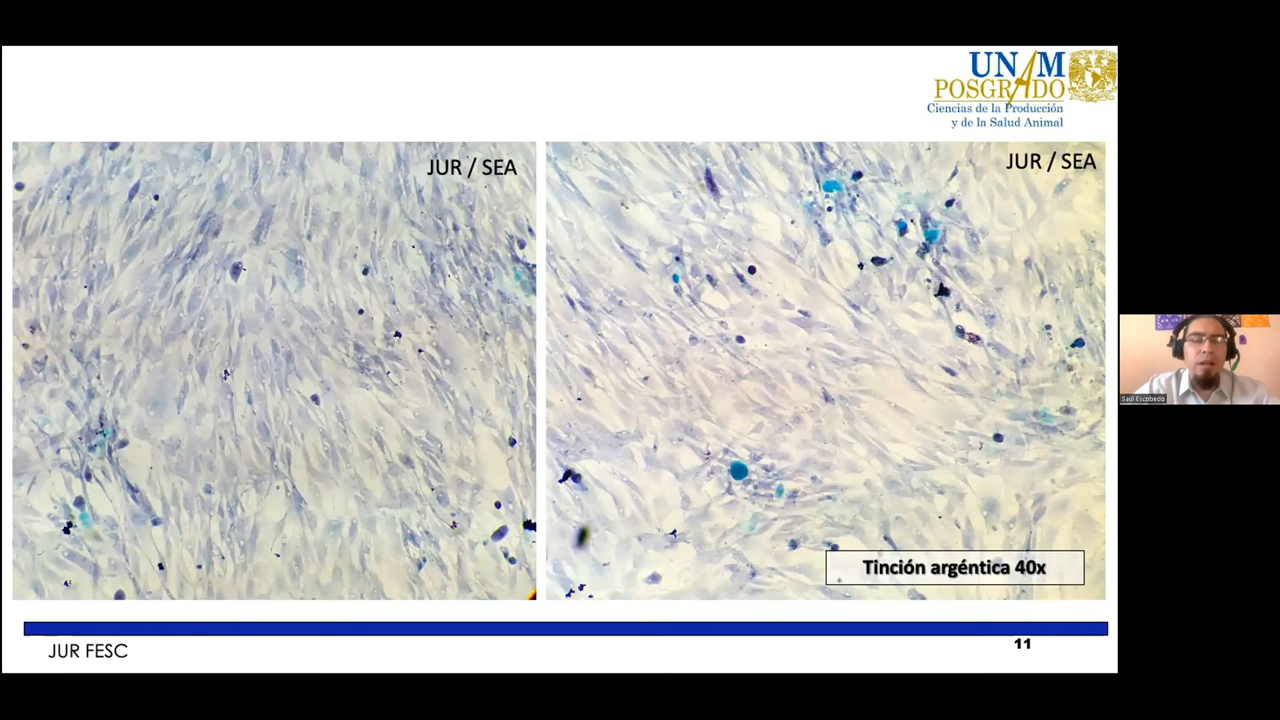 UNAM
POSGRADO
Ciencias de la Producción
y de la Salud Animal
JUR / SEA
JUR / SEA
Tinción argéntica 40x
JUR FESC
11
Saúl Escobedo